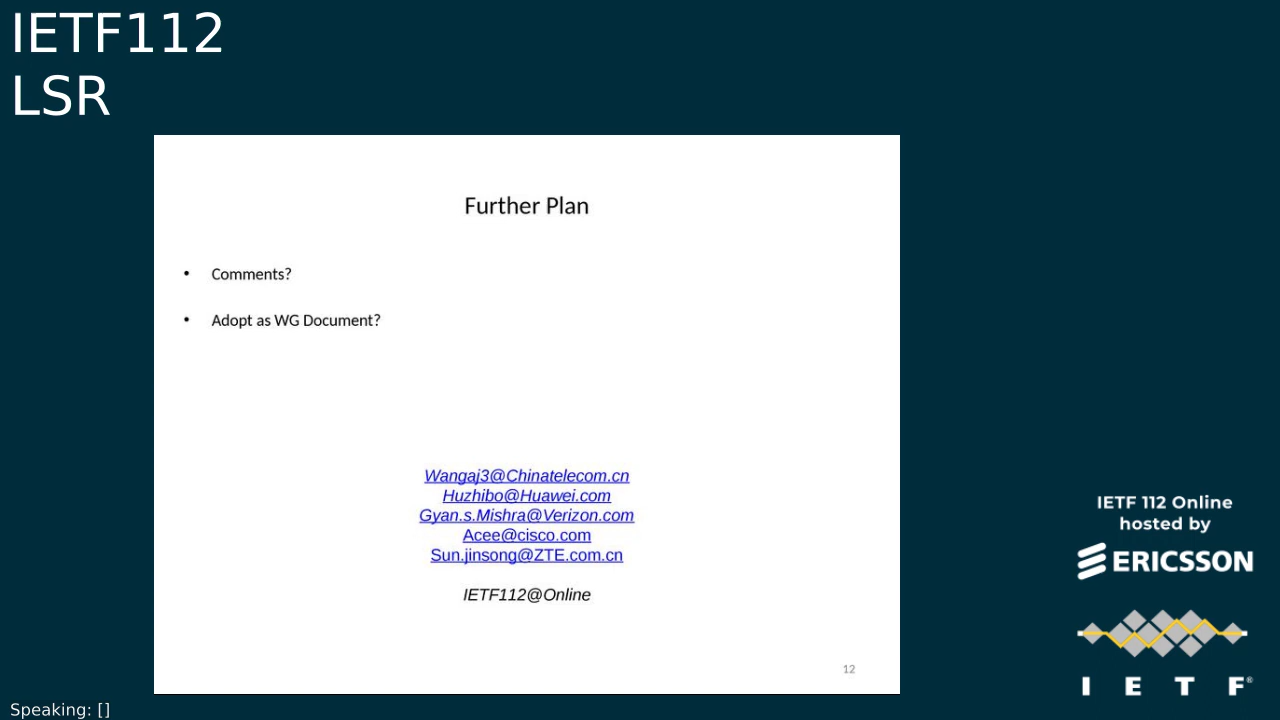 IETF112
LSR
Further Plan
• Comments?
• Adopt as WG Document?
Wangaj3@Chinatelecom.cn
Huzhibo@Huawei.com
Gyan.s.Mishra@Verizon.com
Acee@cisco.com
Sun.jinsong@ZTE.com.cn
IETF112@Online
12
IETF 112 Online
hosted by
ERICSSON
I E T F®
Speaking: []